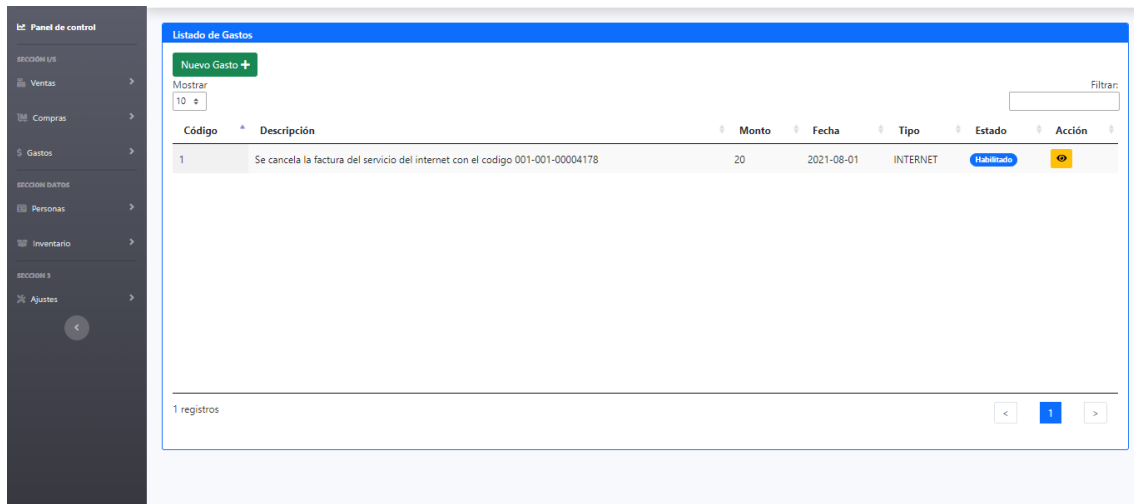 Panel de control
SECCIÓN I/S
Ventas
Compras
Gastos
SECCION DATOS
Personas
Inventario
SECCION 3
Ajustes
Listado de Gastos
Nuevo Gasto
Mostrar
10
Filtrar:
Código Descripción Monto Fecha Tipo Estado Acción
1 Se cancela la factura del servicio del internet con el codigo 001-001-00004178 20 2021-08-01 INTERNET Habilitado
1 registros
< 1 >